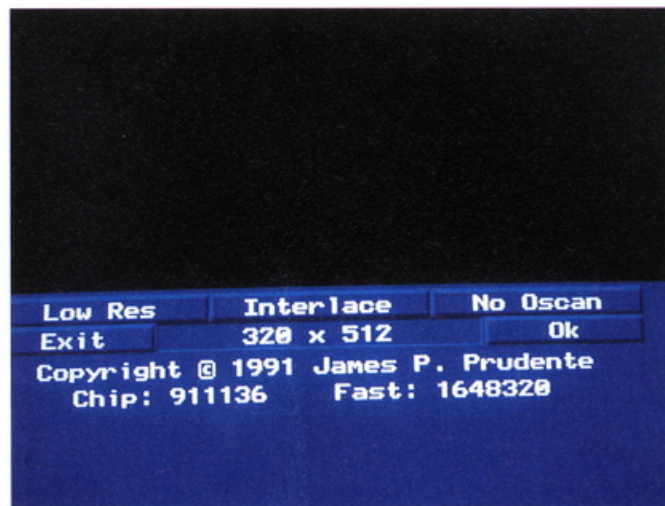 Low Res Interlace No Oscan
Exit 320 x 512 Ok
Copyright © 1991 James P. Prudente
Chip: 911136 Fast: 1648320